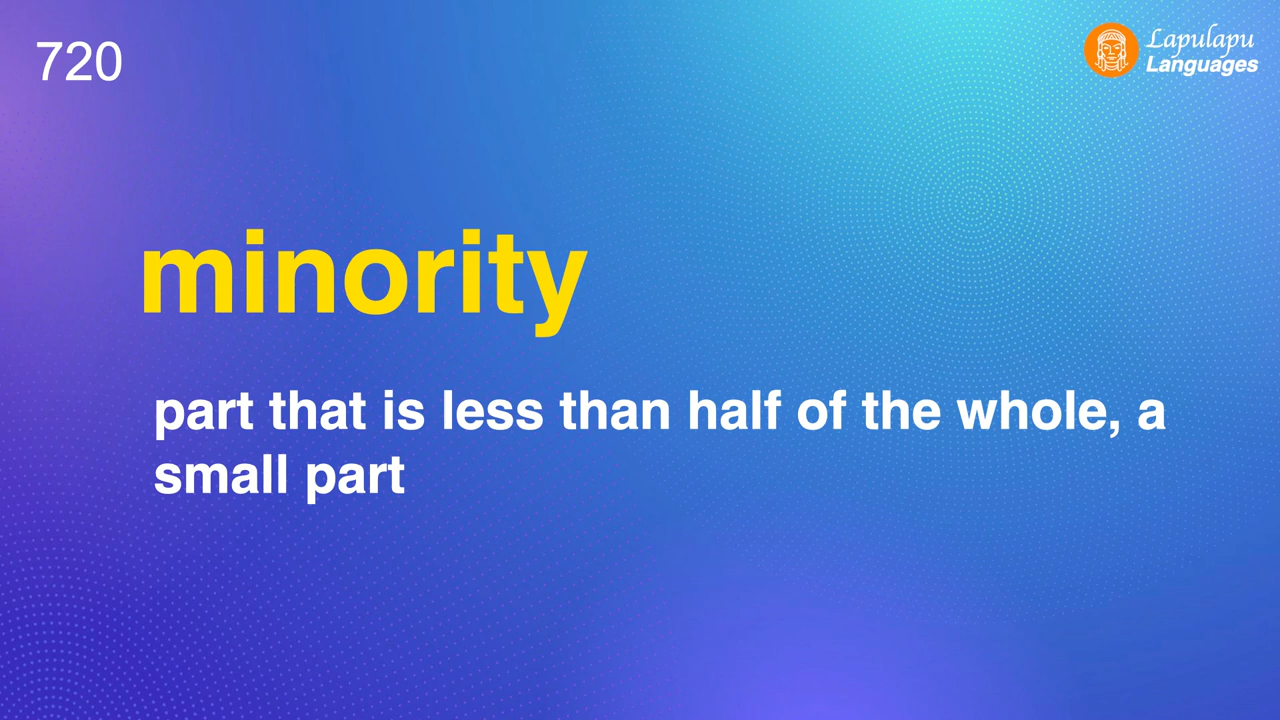 720
Lapulapu
Languages
minority
part that is less than half of the whole, a
small part